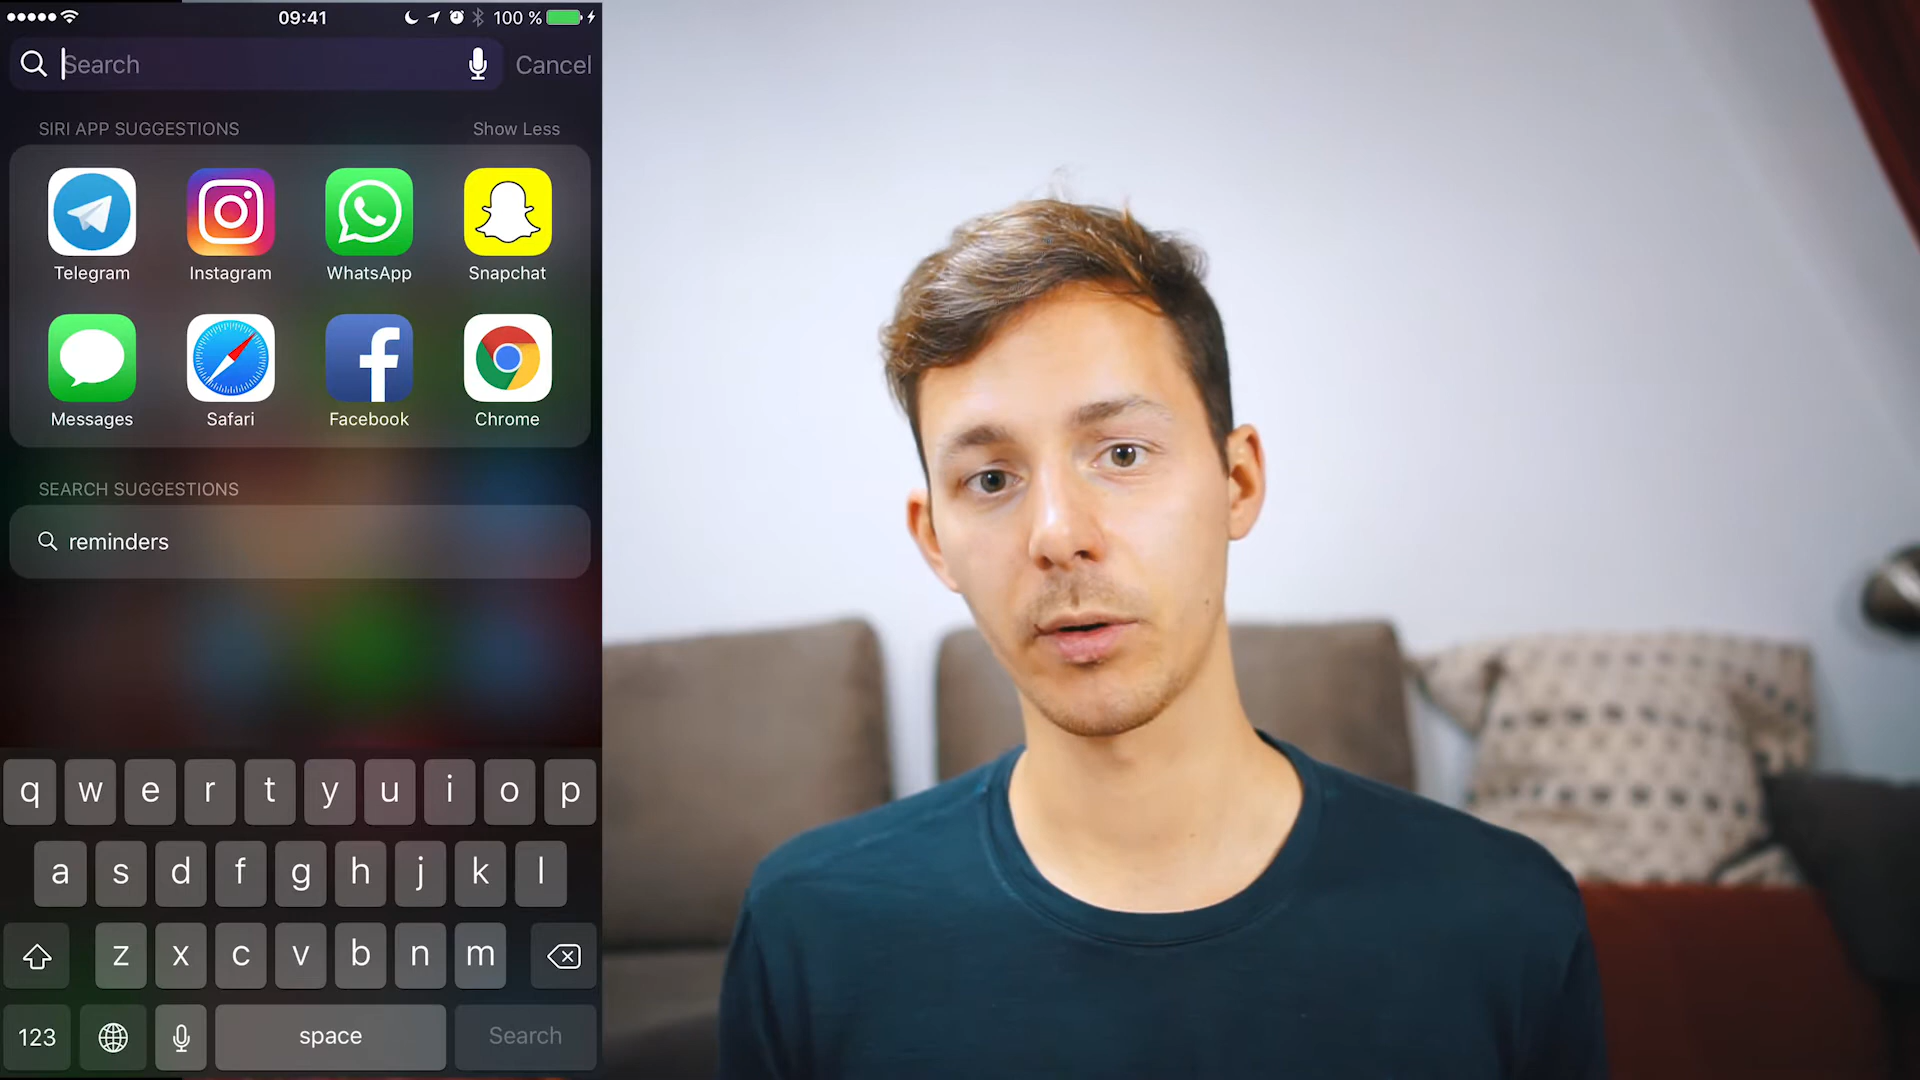 09:41 100 %
Search Cancel
SIRI APP SUGGESTIONS Show Less
Telegram Instagram WhatsApp Snapchat
Messages Safari Facebook Chrome
SEARCH SUGGESTIONS
reminders
q w e r t y u i o p
a s d f g h j k l
z x c v b n m
123 space Search